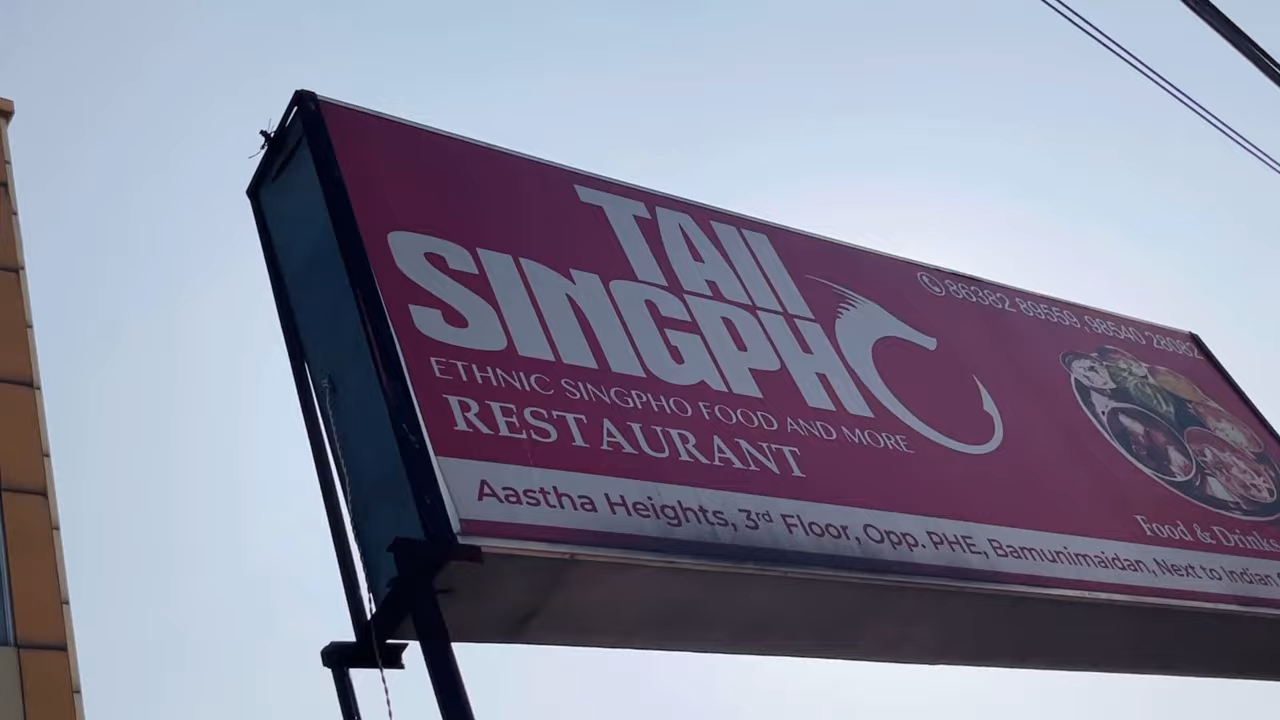 TAII
SINGPHO
ETHNIC SINGPHO FOOD AND MORE
RESTAURANT
86382 89559, 98540 28082
Food & Drinks
Aastha Heights, 3rd Floor, Opp. PHE, Bamunimaidan, Next to Indian